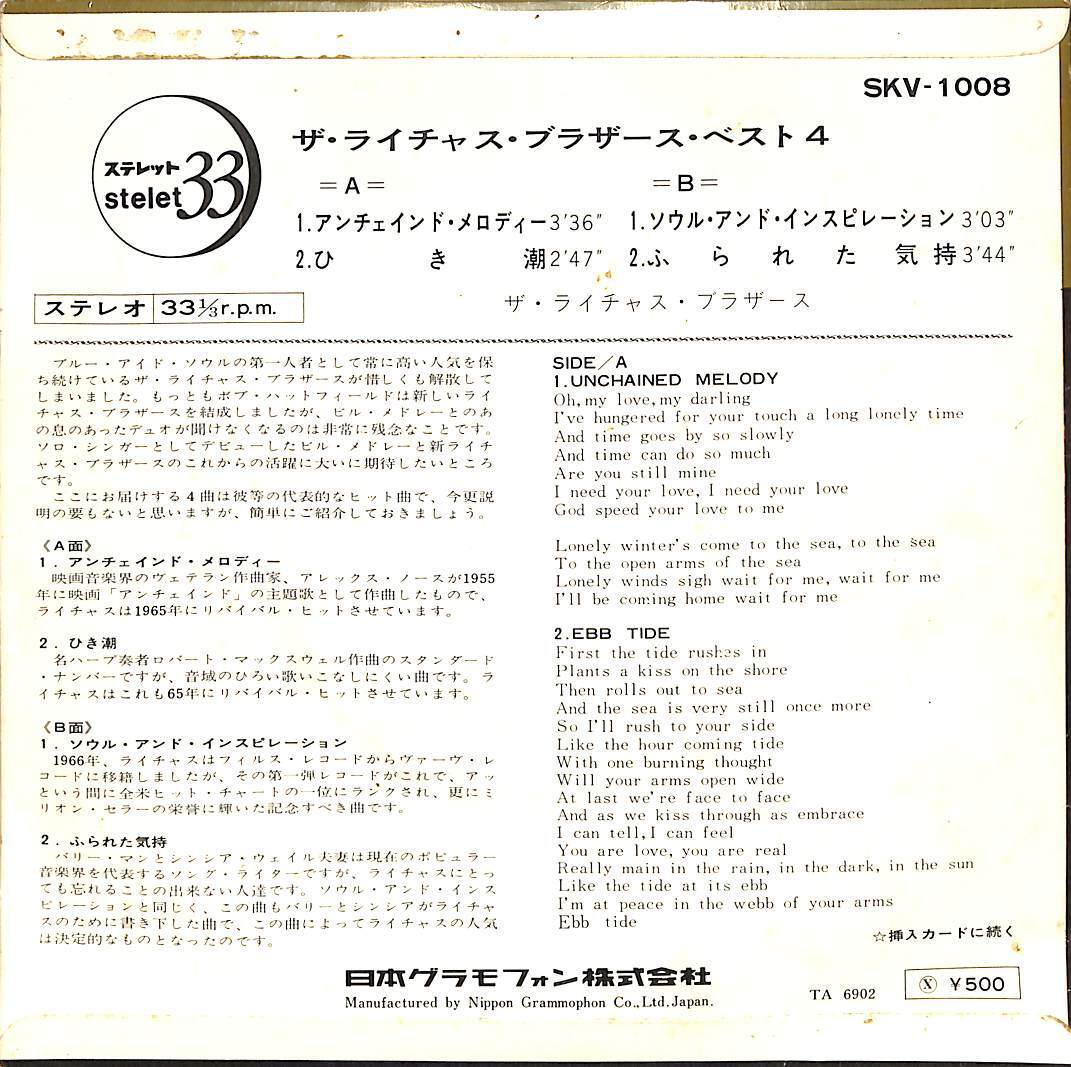 SKV-1008
ステレット
stelet 33
ザ・ライチャス・ブラザース・ベスト4
=A=
1.アンチェインド・メロディー3'36"
2.ひき潮2'47"
=B=
1.ソウル・アンド・インスピレーション3'03"
2.ふられた気持3'44"
ザ・ライチャス・ブラザース
ステレオ 33⅓r.p.m.
ブルー・アイド・ソウルの第一人者として常に高い人気を保
ち続けているザ・ライチャス・ブラザースが惜しくも解散して
しまいました。もっともボブ・ハットフィールドは新しいライ
チャス・ブラザースを結成しましたが、ビル・メドレーとのあ
の息のあったデュオが聞けなくなるのは非常に残念なことです。
ソロ・シンガーとしてデビューしたビル・メドレーと新ライチ
ャス・ブラザースのこれからの活躍に大いに期待したいところ
です。
ここにお届けする4曲は彼等の代表的なヒット曲で、今更説
明の要もないと思いますが、簡単にご紹介しておきましょう。
《A面》
1．アンチェインド・メロディー
映画音楽界のヴェテラン作曲家、アレックス・ノースが1955
年に映画「アンチェインド」の主題歌として作曲したもので、
ライチャスは1965年にリバイバル・ヒットさせています。
2．ひき潮
名ハープ奏者ロバート・マックスウェル作曲のスタンダード
・ナンバーですが、音域のひろい歌いこなしにくい曲です。ラ
イチャスはこれも65年にリバイバル・ヒットさせています。
《B面》
1．ソウル・アンド・インスピレーション
1966年、ライチャスはフィルス・レコードからヴァーヴ・レ
コードに移籍しましたが、その第一弾レコードがこれで、アッ
という間に全米ヒット・チャートの一位にランクされ、更にミ
リオン・セラーの栄誉に輝いた記念すべき曲です。
2．ふられた気持
バリー・マンとシンシア・ウェイル夫妻は現在のポピュラー
音楽界を代表するソング・ライターですが、ライチャスにとっ
ても忘れることの出来ない人達です。ソウル・アンド・インス
ピレーションと同じく、この曲もバリーとシンシアがライチャ
スのために書き下した曲で、この曲によってライチャスの人気
は決定的なものとなったのです。
SIDE/A
1.UNCHAINED MELODY
Oh, my love, my darling
I've hungered for your touch a long lonely time
And time goes by so slowly
And time can do so much
Are you still mine
I need your love, I need your love
God speed your love to me
Lonely winter's come to the sea, to the sea
To the open arms of the sea
Lonely winds sigh wait for me, wait for me
I'll be coming home wait for me
2.EBB TIDE
First the tide rushes in
Plants a kiss on the shore
Then rolls out to sea
And the sea is very still once more
So I'll rush to your side
Like the hour coming tide
With one burning thought
Will your arms open wide
At last we're face to face
And as we kiss through as embrace
I can tell, I can feel
You are love, you are real
Really main in the rain, in the dark, in the sun
Like the tide at its ebb
I'm at peace in the webb of your arms
Ebb tide
☆挿入カードに続く
日本グラモフォン株式会社
Manufactured by Nippon Grammophon Co., Ltd. Japan.
TA 6902
Ⓧ ¥500